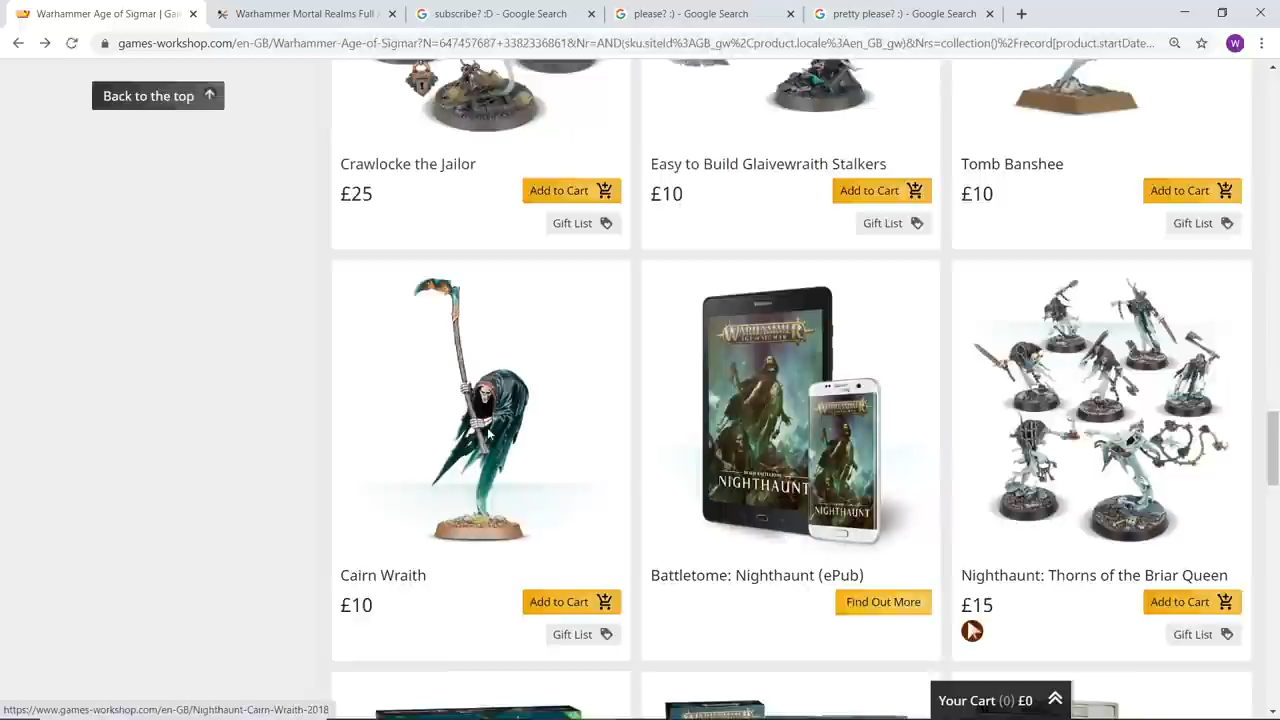 Warhammer Age of Sigmar | Ga
Warhammer Mortal Realms Full
subscribe? :D - Google Search
please? :) - Google Search
pretty please? :) - Google Search
games-workshop.com/en-GB/Warhammer-Age-of-Sigmar?N=647457687+3382336861&Nr=AND(sku.siteId%3AGB_gw%2Cproduct.locale%3Aen_GB_gw)&Nrs=collection()%2Frecord[product.startDate...
W
Back to the top
Crawlocke the Jailor
£25
Add to Cart
Gift List
Easy to Build Glaivewraith Stalkers
£10
Add to Cart
Gift List
Tomb Banshee
£10
Add to Cart
Gift List
WARHAMMER
AGE OF SIGMAR
NIGHTHAUNT
WARHAMMER
NIGHTHAUNT
Cairn Wraith
£10
Add to Cart
Gift List
Battletome: Nighthaunt (ePub)
Find Out More
Nighthaunt: Thorns of the Briar Queen
£15
Add to Cart
Gift List
WARHAMMER
Your Cart (0) £0
https://www.games-workshop.com/en-GB/Nighthaunt-Cairn-Wraith-2018